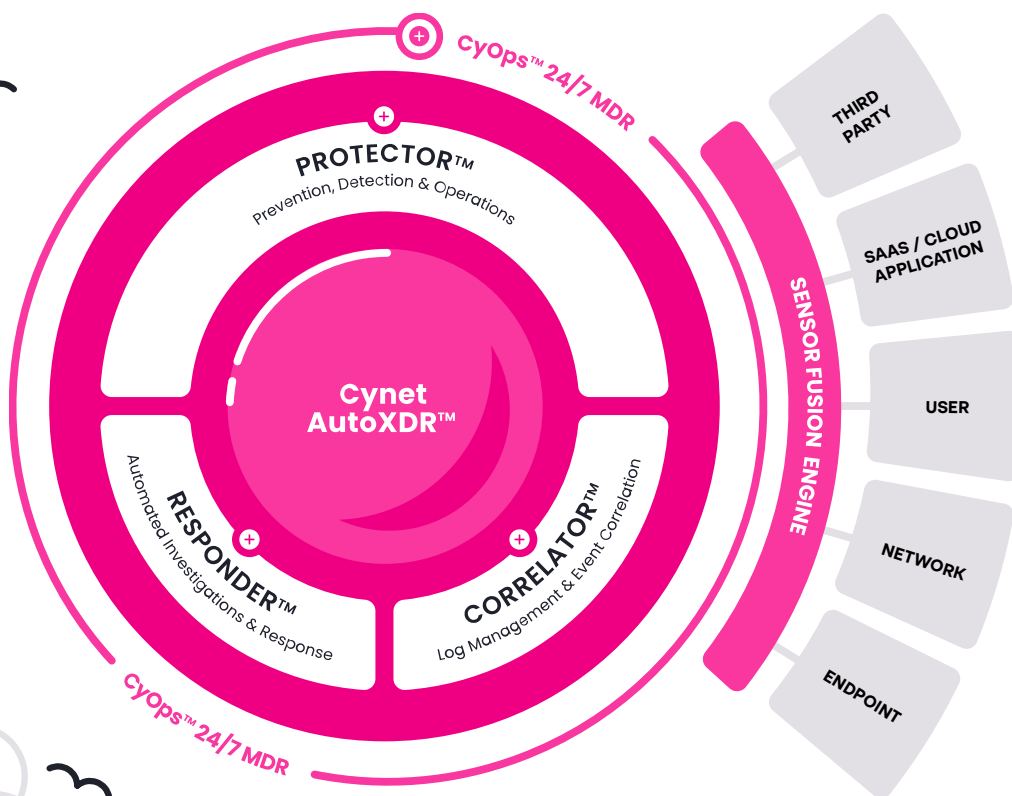 CyOps™ 24/7 MDR
PROTECTOR™
Prevention, Detection & Operations
Cynet
AutoXDR™
RESPONDER™
Automated Investigations & Response
CORRELATOR™
Log Management & Event Correlation
CyOps™ 24/7 MDR
SENSOR FUSION ENGINE
THIRD
PARTY
SAAS / CLOUD
APPLICATION
USER
NETWORK
ENDPOINT